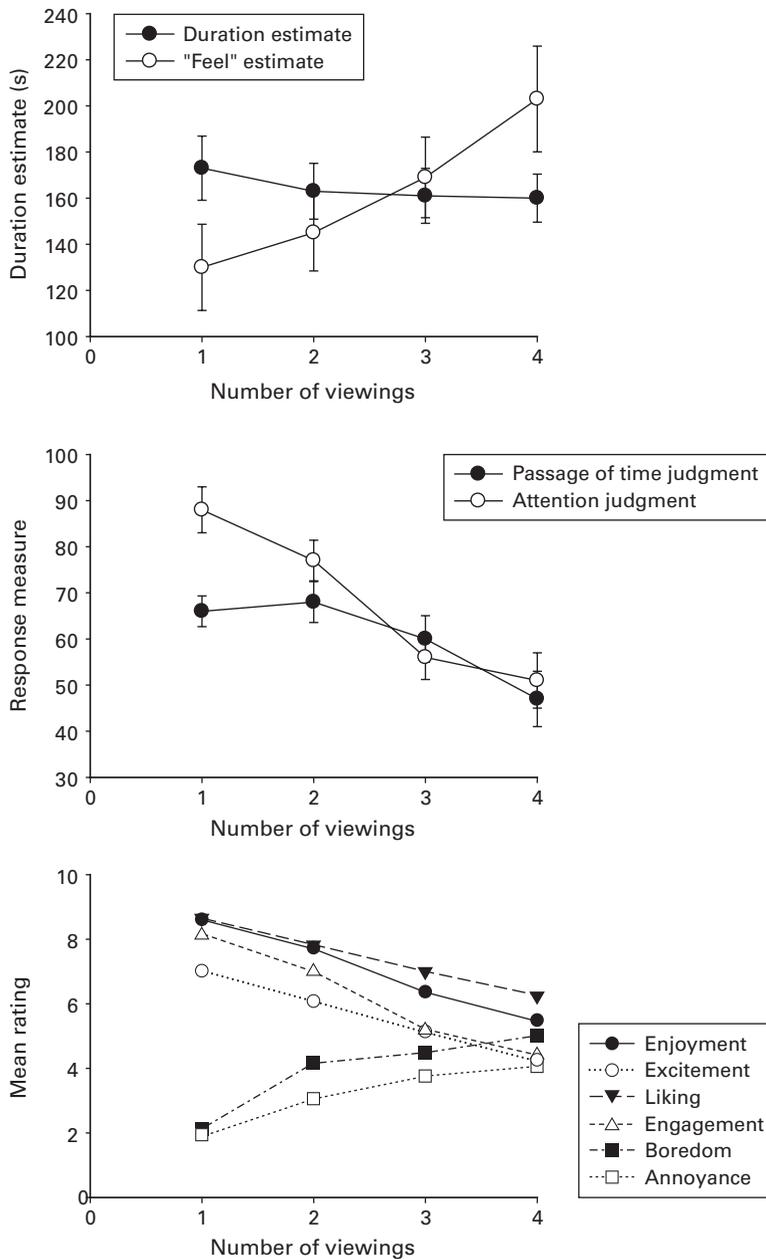 240
220
200
180
160
140
120
100
Duration estimate (s)
Duration estimate
"Feel" estimate
0 1 2 3 4
Number of viewings
100
90
80
70
60
50
40
30
Response measure
Passage of time judgment
Attention judgment
0 1 2 3 4
Number of viewings
10
8
6
4
2
0
Mean rating
Enjoyment
Excitement
Liking
Engagement
Boredom
Annoyance
0 1 2 3 4
Number of viewings